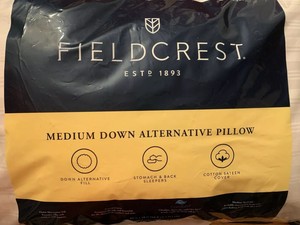 FIELDCREST®
ESTD 1893
MEDIUM DOWN ALTERNATIVE PILLOW
DOWN ALTERNATIVE
FILL
STOMACH & BACK
SLEEPERS
COTTON SATEEN
COVER